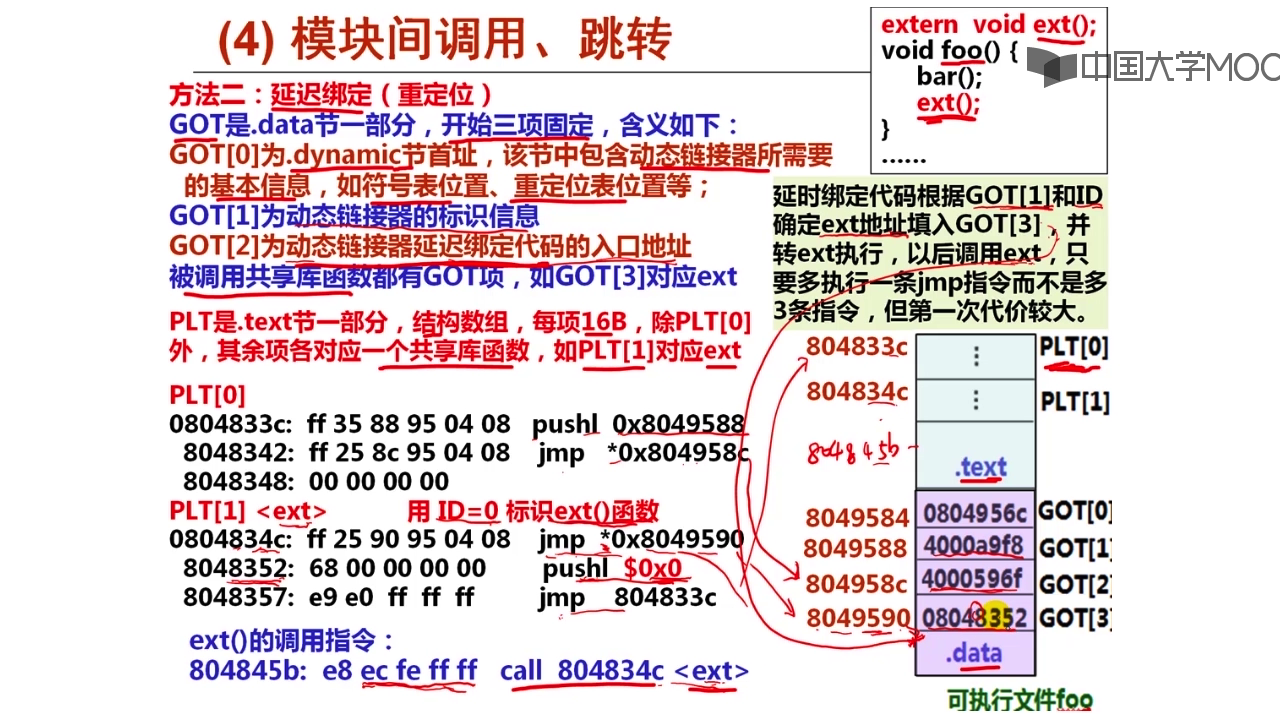 (4) 模块间调用、跳转
extern void ext();
void foo() {
bar();
ext();
}
......
中国大学MOO
方法二：延迟绑定（重定位）
GOT是.data节一部分，开始三项固定，含义如下：
GOT[0]为.dynamic节首址，该节中包含动态链接器所需要
的基本信息，如符号表位置、重定位表位置等；
GOT[1]为动态链接器的标识信息
GOT[2]为动态链接器延迟绑定代码的入口地址
被调用共享库函数都有GOT项，如GOT[3]对应ext
PLT是.text节一部分，结构数组，每项16B，除PLT[0]
外，其余项各对应一个共享库函数，如PLT[1]对应ext
PLT[0]
0804833c: ff 35 88 95 04 08 pushl 0x8049588
8048342: ff 25 8c 95 04 08 jmp *0x804958c
8048348: 00 00 00 00
PLT[1] <ext> 用 ID=0 标识ext()函数
0804834c: ff 25 90 95 04 08 jmp *0x8049590
8048352: 68 00 00 00 00 pushl $0x0
8048357: e9 e0 ff ff ff jmp 804833c
ext()的调用指令：
804845b: e8 ec fe ff ff call 804834c <ext>
延时绑定代码根据GOT[1]和ID
确定ext地址填入GOT[3]，并
转ext执行，以后调用ext，只
要多执行一条jmp指令而不是多
3条指令，但第一次代价较大。
804833c ⋮ PLT[0]
804834c ⋮ PLT[1]
804845b
.text
8049584 0804956c GOT[0]
8049588 4000a9f8 GOT[1]
804958c 4000596f GOT[2]
8049590 08048352 GOT[3]
.data
可执行文件foo